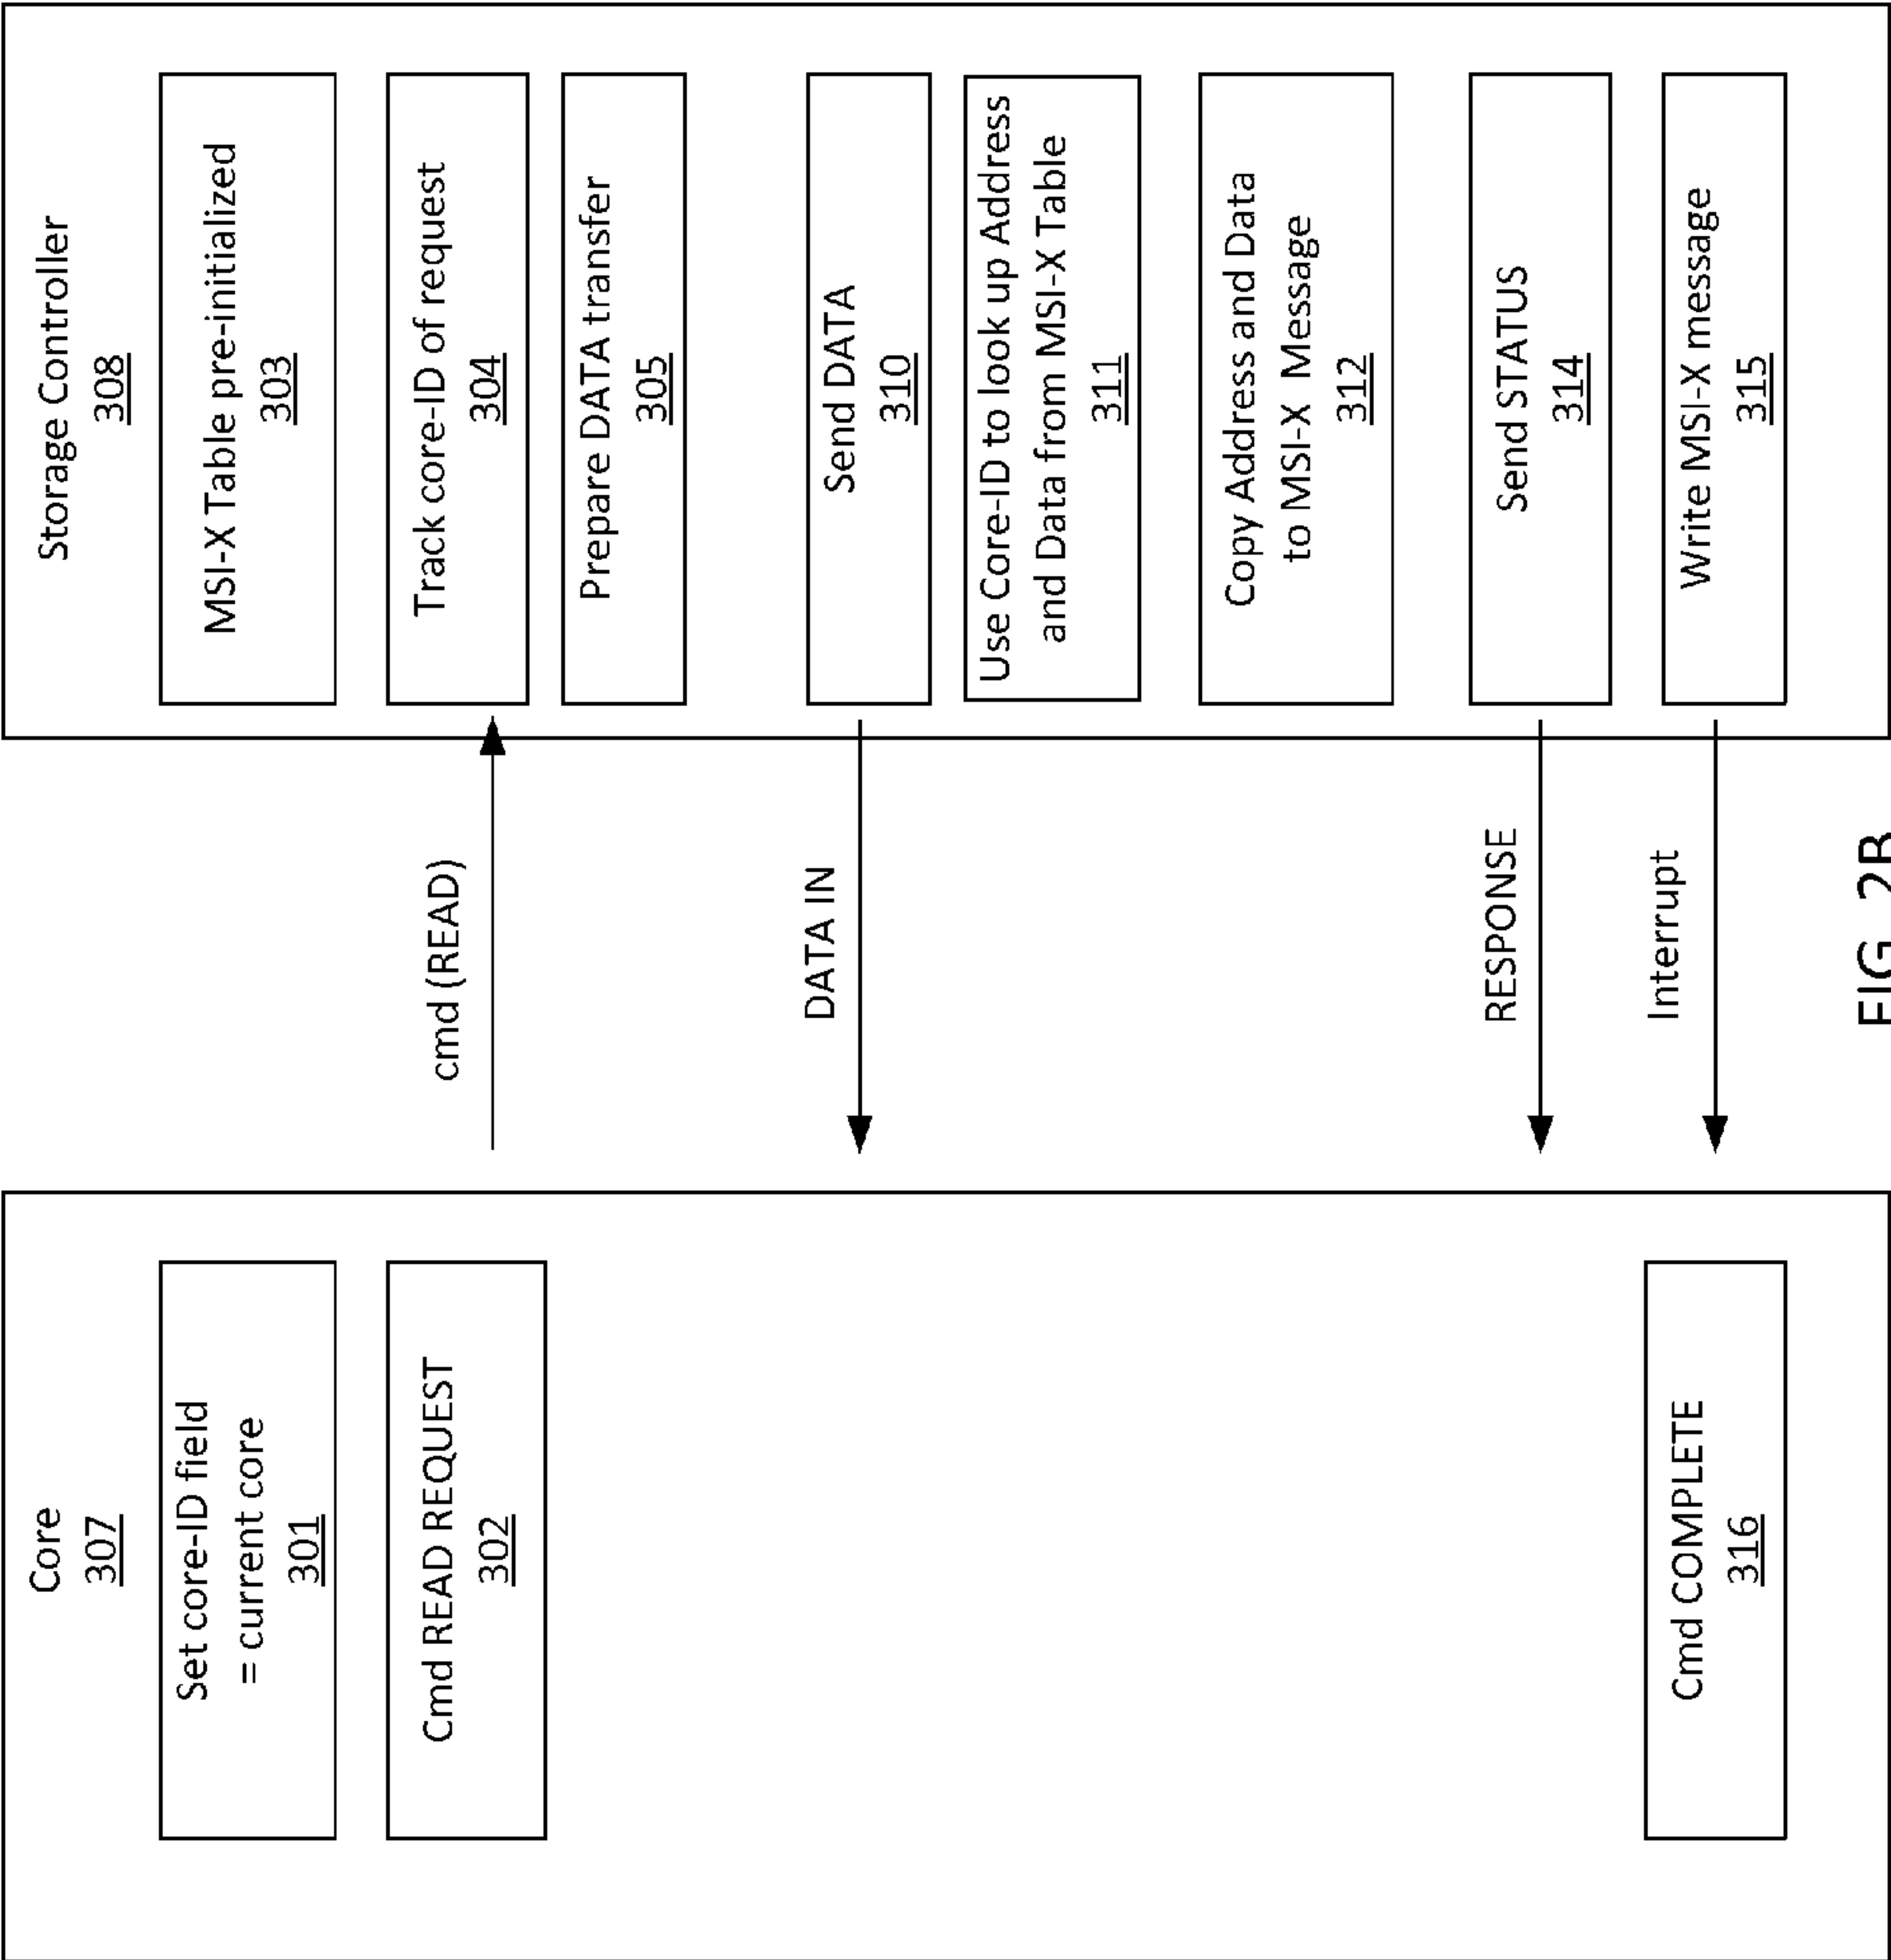 Core
307
Set core-ID field
= current core
301
Cmd READ REQUEST
302
Cmd COMPLETE
316
cmd (READ)
DATA IN
RESPONSE
Interrupt
Storage Controller
308
MSI-X Table pre-initialized
303
Track core-ID of request
304
Prepare DATA transfer
305
Send DATA
310
Use Core-ID to look up Address
and Data from MSI-X Table
311
Copy Address and Data
to MSI-X Message
312
Send STATUS
314
Write MSI-X message
315
FIG. 2B